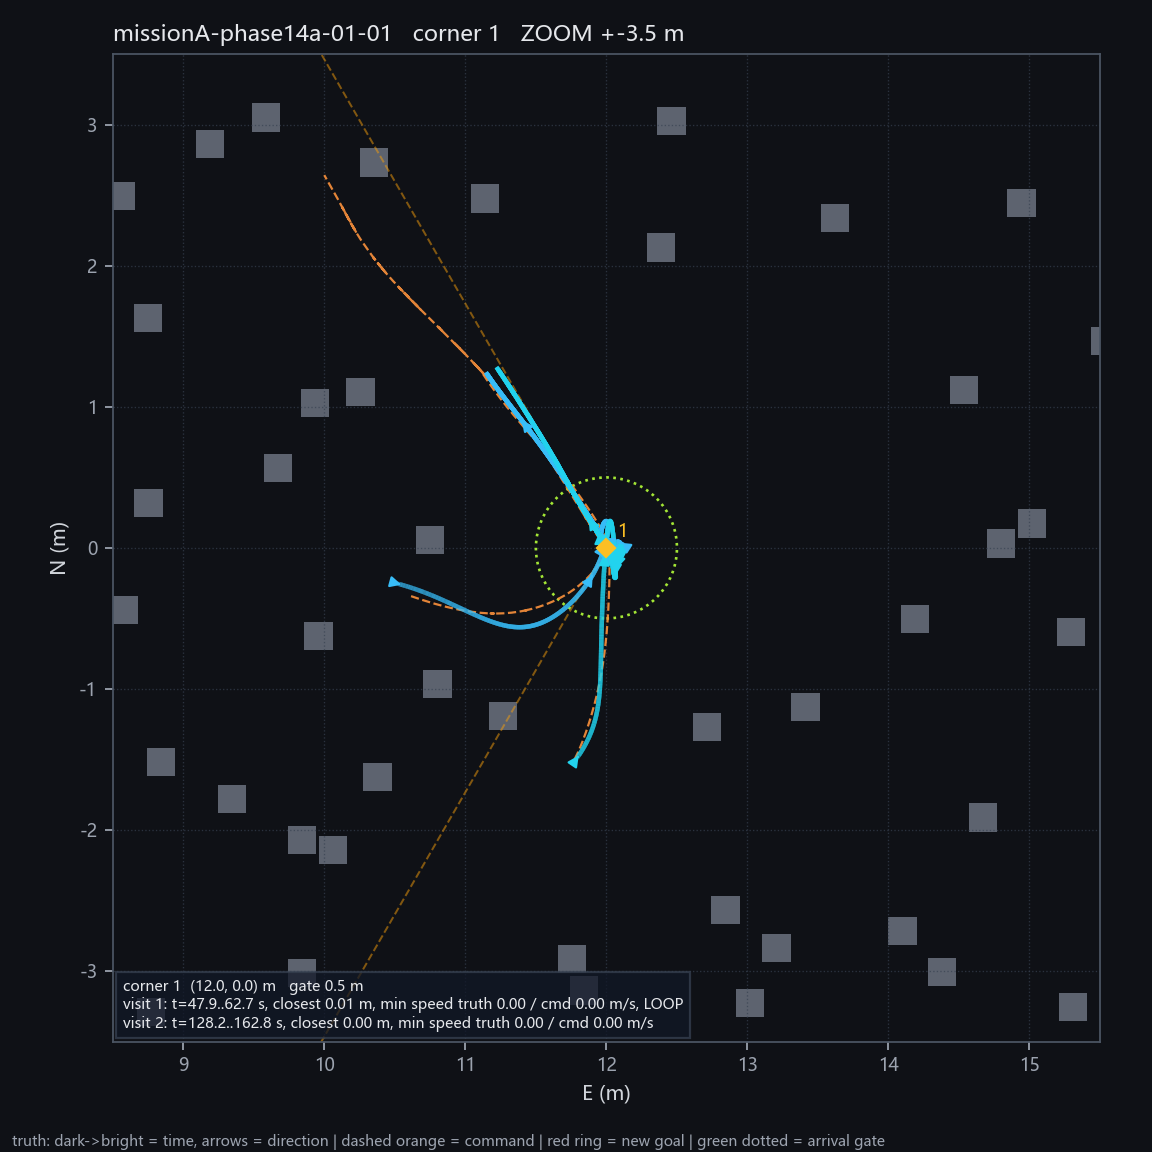 missionA-phase14a-01-01   corner 1   ZOOM +-3.5 m
3
2
1
0
-1
-2
-3
N (m)
1
corner 1  (12.0, 0.0) m   gate 0.5 m
visit 1: t=47.9..62.7 s, closest 0.01 m, min speed truth 0.00 / cmd 0.00 m/s, LOOP
visit 2: t=128.2..162.8 s, closest 0.00 m, min speed truth 0.00 / cmd 0.00 m/s
9 10 11 12 13 14 15
E (m)
truth: dark->bright = time, arrows = direction | dashed orange = command | red ring = new goal | green dotted = arrival gate